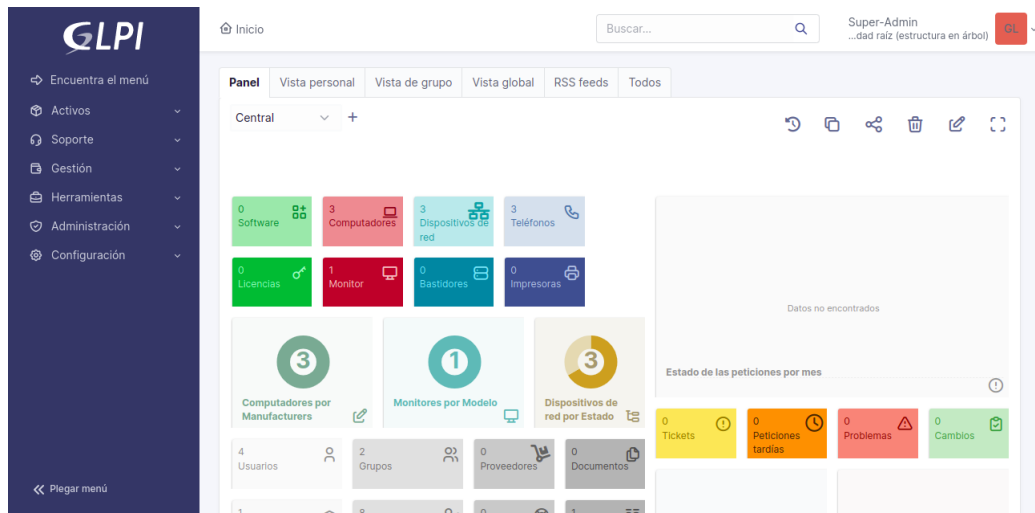 GLPI
Inicio
Buscar...
Super-Admin
...dad raíz (estructura en árbol)
GL
Encuentra el menú
Activos
Soporte
Gestión
Herramientas
Administración
Configuración
Plegar menú
Panel
Vista personal
Vista de grupo
Vista global
RSS feeds
Todos
Central
0
Software
3
Computadores
3
Dispositivos de
red
3
Teléfonos
0
Licencias
1
Monitor
0
Bastidores
0
Impresoras
Datos no encontrados
Estado de las peticiones por mes
3
Computadores por
Manufacturers
1
Monitores por Modelo
3
Dispositivos de
red por Estado
0
Tickets
0
Peticiones
tardías
0
Problemas
0
Cambios
4
Usuarios
2
Grupos
0
Proveedores
0
Documentos